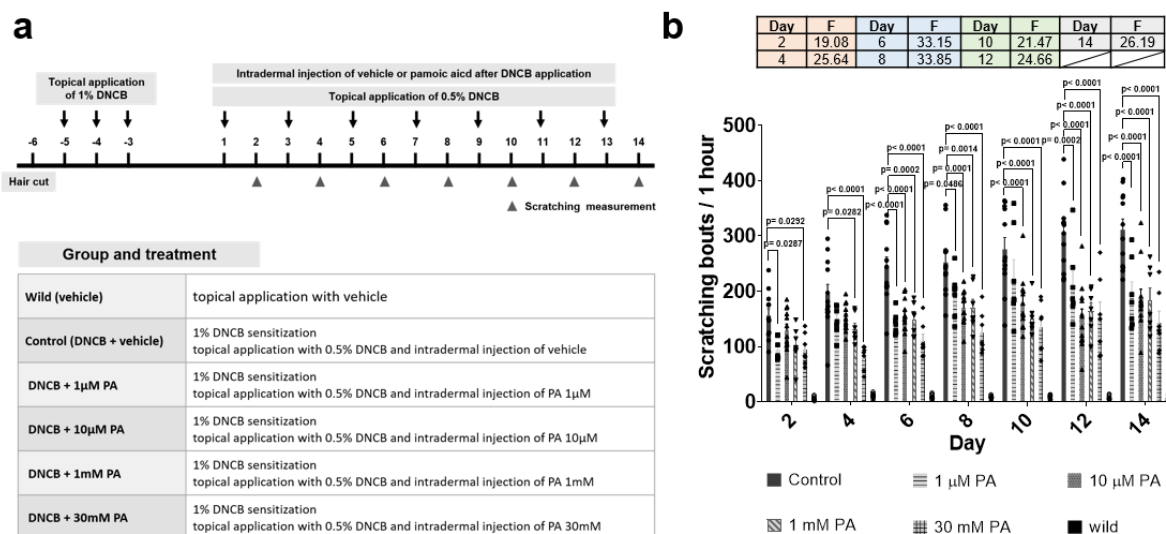 a
Topical application
of 1% DNCB
Intradermal injection of vehicle or pamoic aicd after DNCB application
Topical application of 0.5% DNCB
-6 -5 -4 -3 1 2 3 4 5 6 7 8 9 10 11 12 13 14
Hair cut
Scratching measurement
Group and treatment
Wild (vehicle) topical application with vehicle
Control (DNCB + vehicle) 1% DNCB sensitization
topical application with 0.5% DNCB and intradermal injection of vehicle
DNCB + 1µM PA 1% DNCB sensitization
topical application with 0.5% DNCB and intradermal injection of PA 1µM
DNCB + 10µM PA 1% DNCB sensitization
topical application with 0.5% DNCB and intradermal injection of PA 10µM
DNCB + 1mM PA 1% DNCB sensitization
topical application with 0.5% DNCB and intradermal injection of PA 1mM
DNCB + 30mM PA 1% DNCB sensitization
topical application with 0.5% DNCB and intradermal injection of PA 30mM
b
Day F Day F Day F Day F
2 19.08 6 33.15 10 21.47 14 26.19
4 25.64 8 33.85 12 24.66
Scratching bouts / 1 hour
500
400
300
200
100
0
p= 0.0292
p= 0.0287
p< 0.0001
p= 0.0282
p< 0.0001
p= 0.0002
p< 0.0001
p< 0.0001
p< 0.0001
p= 0.0014
p< 0.0001
p= 0.0486
p< 0.0001
p< 0.0001
p< 0.0001
p< 0.0001
p< 0.0001
p< 0.0001
p= 0.0002
p< 0.0001
p< 0.0001
p< 0.0001
p< 0.0001
2 4 6 8 10 12 14
Day
Control 1 µM PA 10 µM PA
1 mM PA 30 mM PA wild